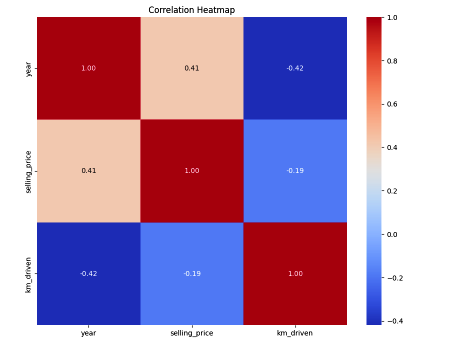 Correlation Heatmap
year
1.00
0.41
-0.42
selling_price
0.41
1.00
-0.19
km_driven
-0.42
-0.19
1.00
year
selling_price
km_driven
1.0
0.8
0.6
0.4
0.2
0.0
−0.2
−0.4